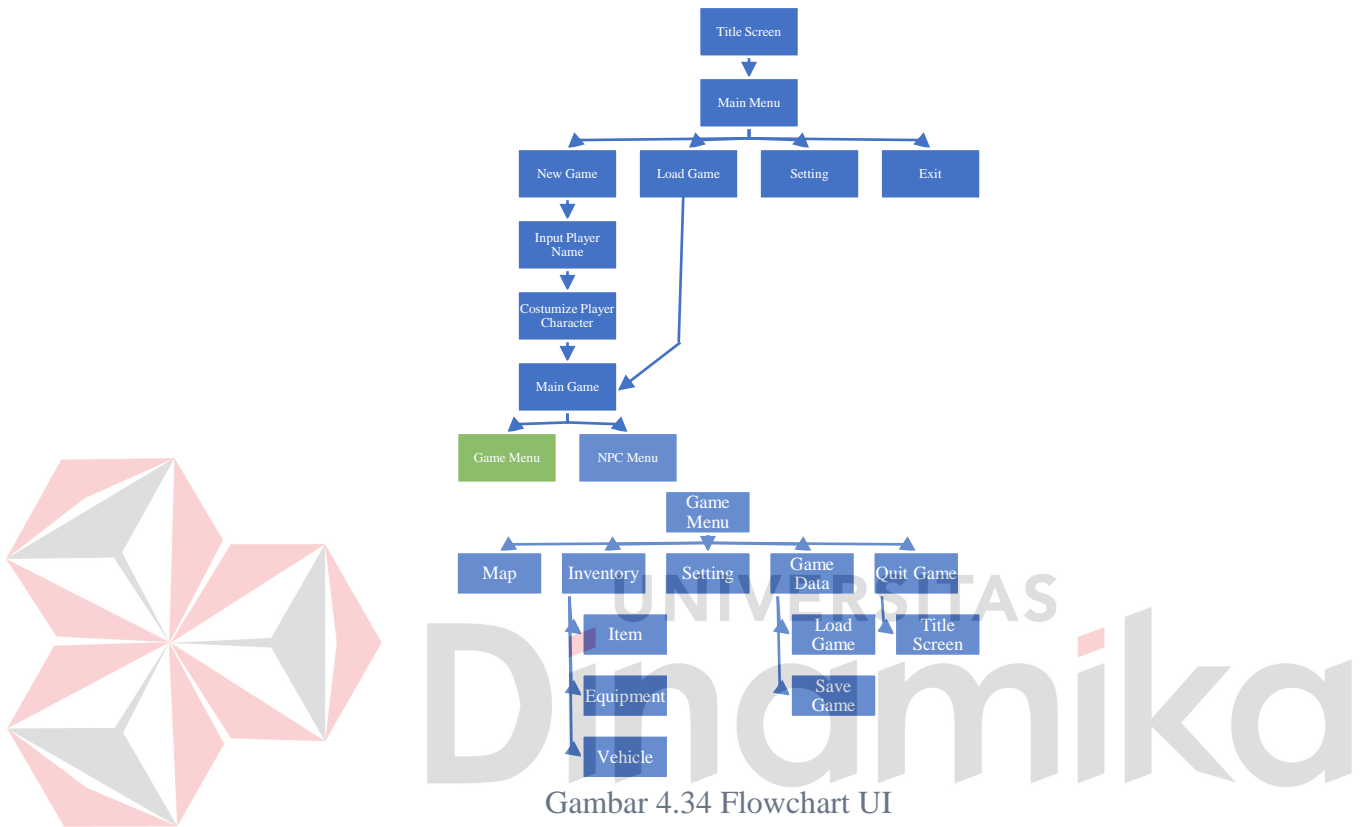 Title Screen
Main Menu
New Game
Load Game
Setting
Exit
Input Player
Name
Costumize Player
Character
Main Game
Game Menu
NPC Menu
Game
Menu
Map
Inventory
Setting
Game
Data
Quit Game
UNIVERSITAS
Item
Load
Game
Title
Screen
Dinamika
Equipment
Save
Game
Vehicle
Gambar 4.34 Flowchart UI